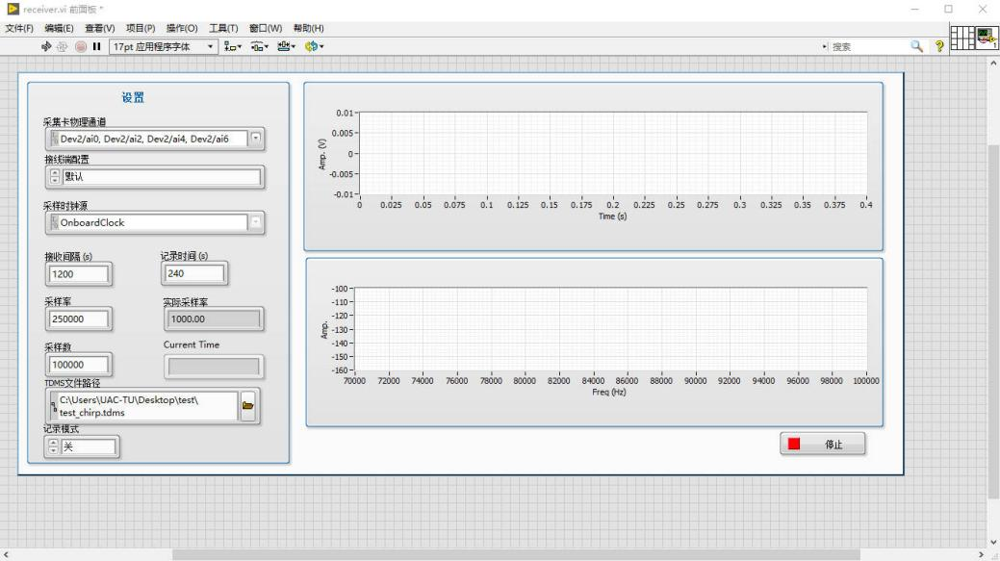 receiver.vi 前面板 *
文件(F) 编辑(E) 查看(V) 项目(P) 操作(O) 工具(T) 窗口(W) 帮助(H)
17pt 应用程序字体
搜索
?
1
设置
采集卡物理通道
Dev2/ai0, Dev2/ai2, Dev2/ai4, Dev2/ai6
接线端配置
默认
采样时钟源
OnboardClock
接收间隔 (s) 记录时间 (s)
1200 240
采样率 实际采样率
250000 1000.00
采样数 Current Time
100000
TDMS文件路径
C:\Users\UAC-TU\Desktop\test\
test_chirp.tdms
记录模式
关
Amp. (V)
0.01
0.005
0
-0.005
-0.01
0 0.025 0.05 0.075 0.1 0.125 0.15 0.175 0.2 0.225 0.25 0.275 0.3 0.325 0.35 0.375 0.4
Time (s)
Amp.
-100
-110
-120
-130
-140
-150
-160
70000 72000 74000 76000 78000 80000 82000 84000 86000 88000 90000 92000 94000 96000 98000 100000
Freq (Hz)
停止